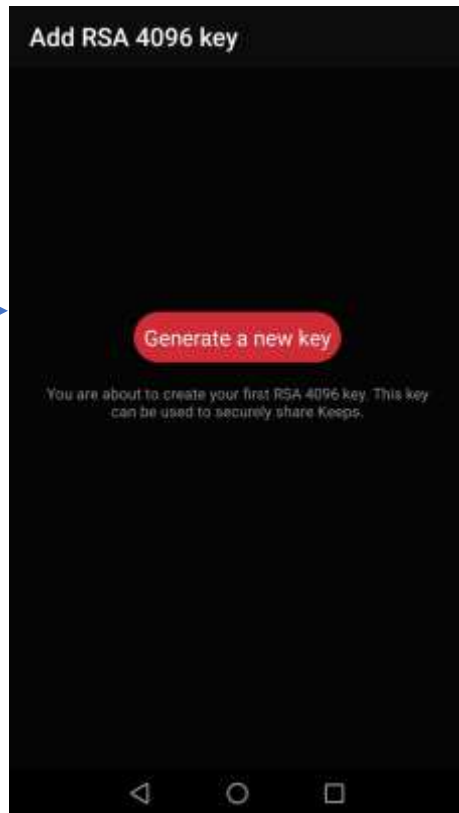 Add RSA 4096 key
Generate a new key
You are about to create your first RSA 4096 key. This key
can be used to securely share Keeps.